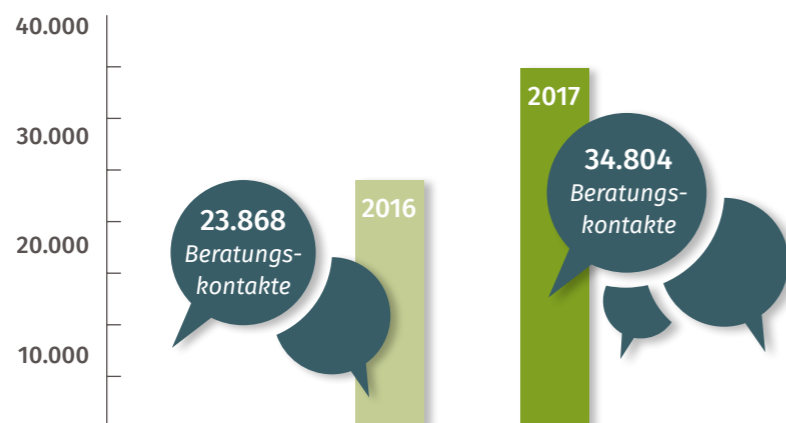 40.000
30.000
20.000
10.000
2016
23.868
Beratungs-
kontakte
2017
34.804
Beratungs-
kontakte